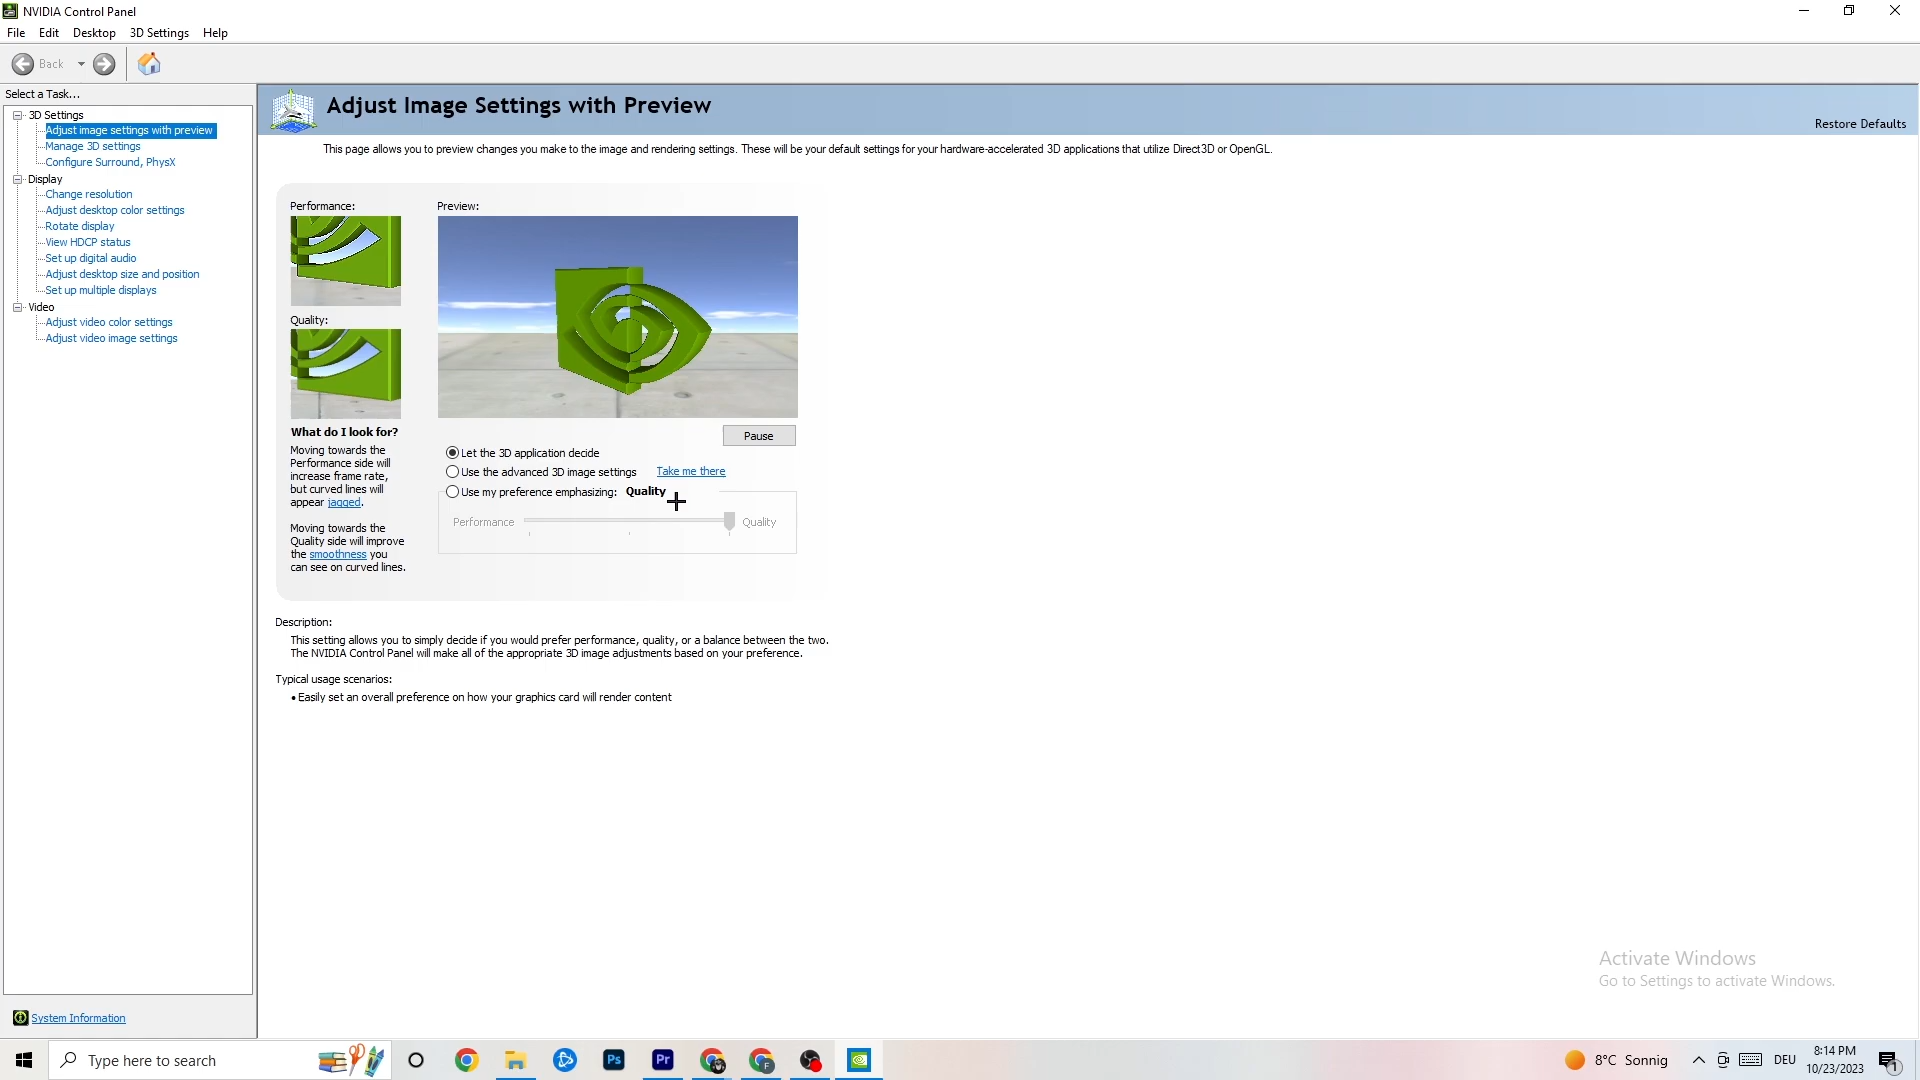 NVIDIA Control Panel
File Edit Desktop 3D Settings Help
Back
Select a Task...
3D Settings
Adjust image settings with preview
Manage 3D settings
Configure Surround, PhysX
Display
Change resolution
Adjust desktop color settings
Rotate display
View HDCP status
Set up digital audio
Adjust desktop size and position
Set up multiple displays
Video
Adjust video color settings
Adjust video image settings
System Information
Adjust Image Settings with Preview
Restore Defaults
This page allows you to preview changes you make to the image and rendering settings. These will be your default settings for your hardware-accelerated 3D applications that utilize Direct3D or OpenGL.
Performance:
Quality:
What do I look for?
Moving towards the
Performance side will
increase frame rate,
but curved lines will
appear jagged.
Moving towards the
Quality side will improve
the smoothness you
can see on curved lines.
Preview:
Pause
Let the 3D application decide
Use the advanced 3D image settings Take me there
Use my preference emphasizing: Quality
Performance Quality
Description:
This setting allows you to simply decide if you would prefer performance, quality, or a balance between the two.
The NVIDIA Control Panel will make all of the appropriate 3D image adjustments based on your preference.
Typical usage scenarios:
• Easily set an overall preference on how your graphics card will render content
Activate Windows
Go to Settings to activate Windows.
Type here to search
Ps
Pr
F
8°C Sonnig
DEU
8:14 PM
10/23/2023
1